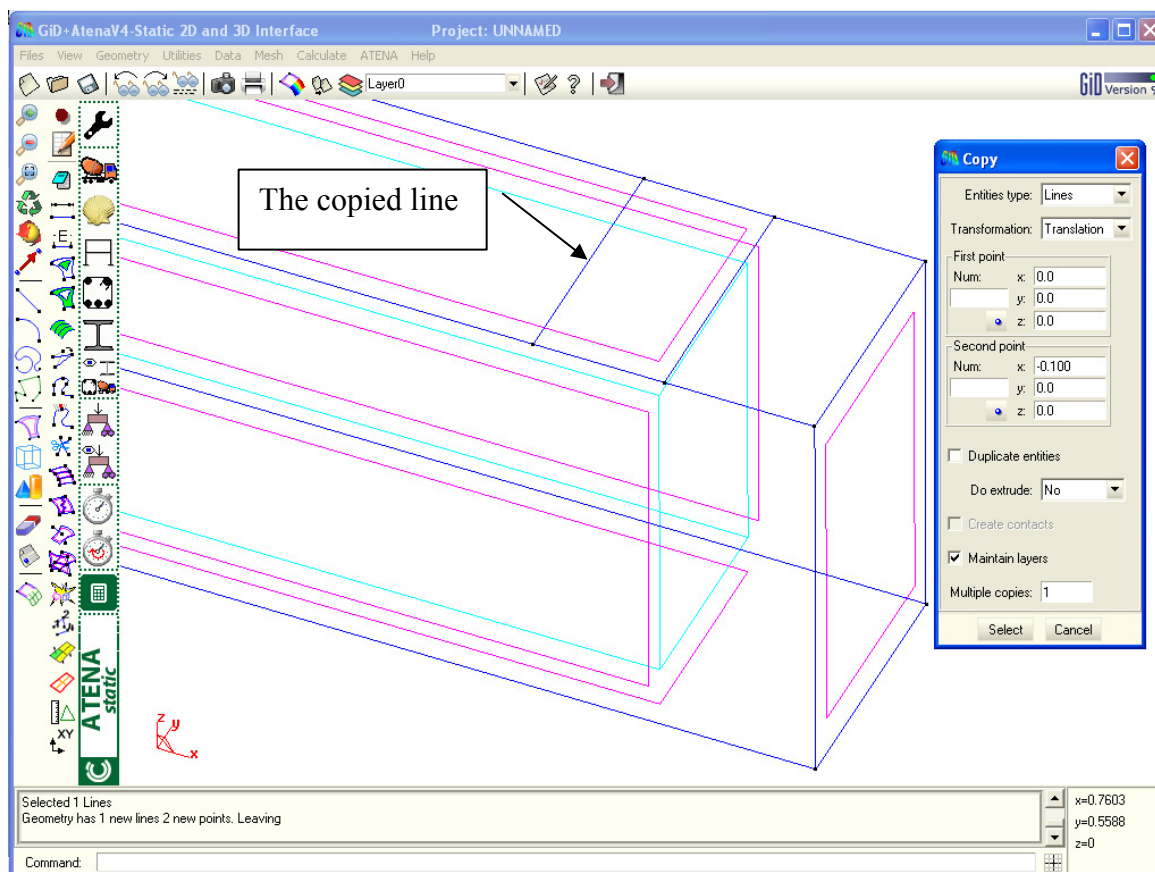 GiD+AtenaV4-Static 2D and 3D Interface Project: UNNAMED
Files View Geometry Utilities Data Mesh Calculate ATENA Help
Layer0
GiD Version 9
The copied line
Copy
Entities type: Lines
Transformation: Translation
First point
Num: x: 0.0
y: 0.0
z: 0.0
Second point
Num: x: -0.100
y: 0.0
z: 0.0
Duplicate entities
Do extrude: No
Create contacts
Maintain layers
Multiple copies: 1
Select Cancel
ATENA
static
XY
z y
x
Selected 1 Lines
Geometry has 1 new lines 2 new points. Leaving
x=0.7603
y=0.5588
z=0
Command: